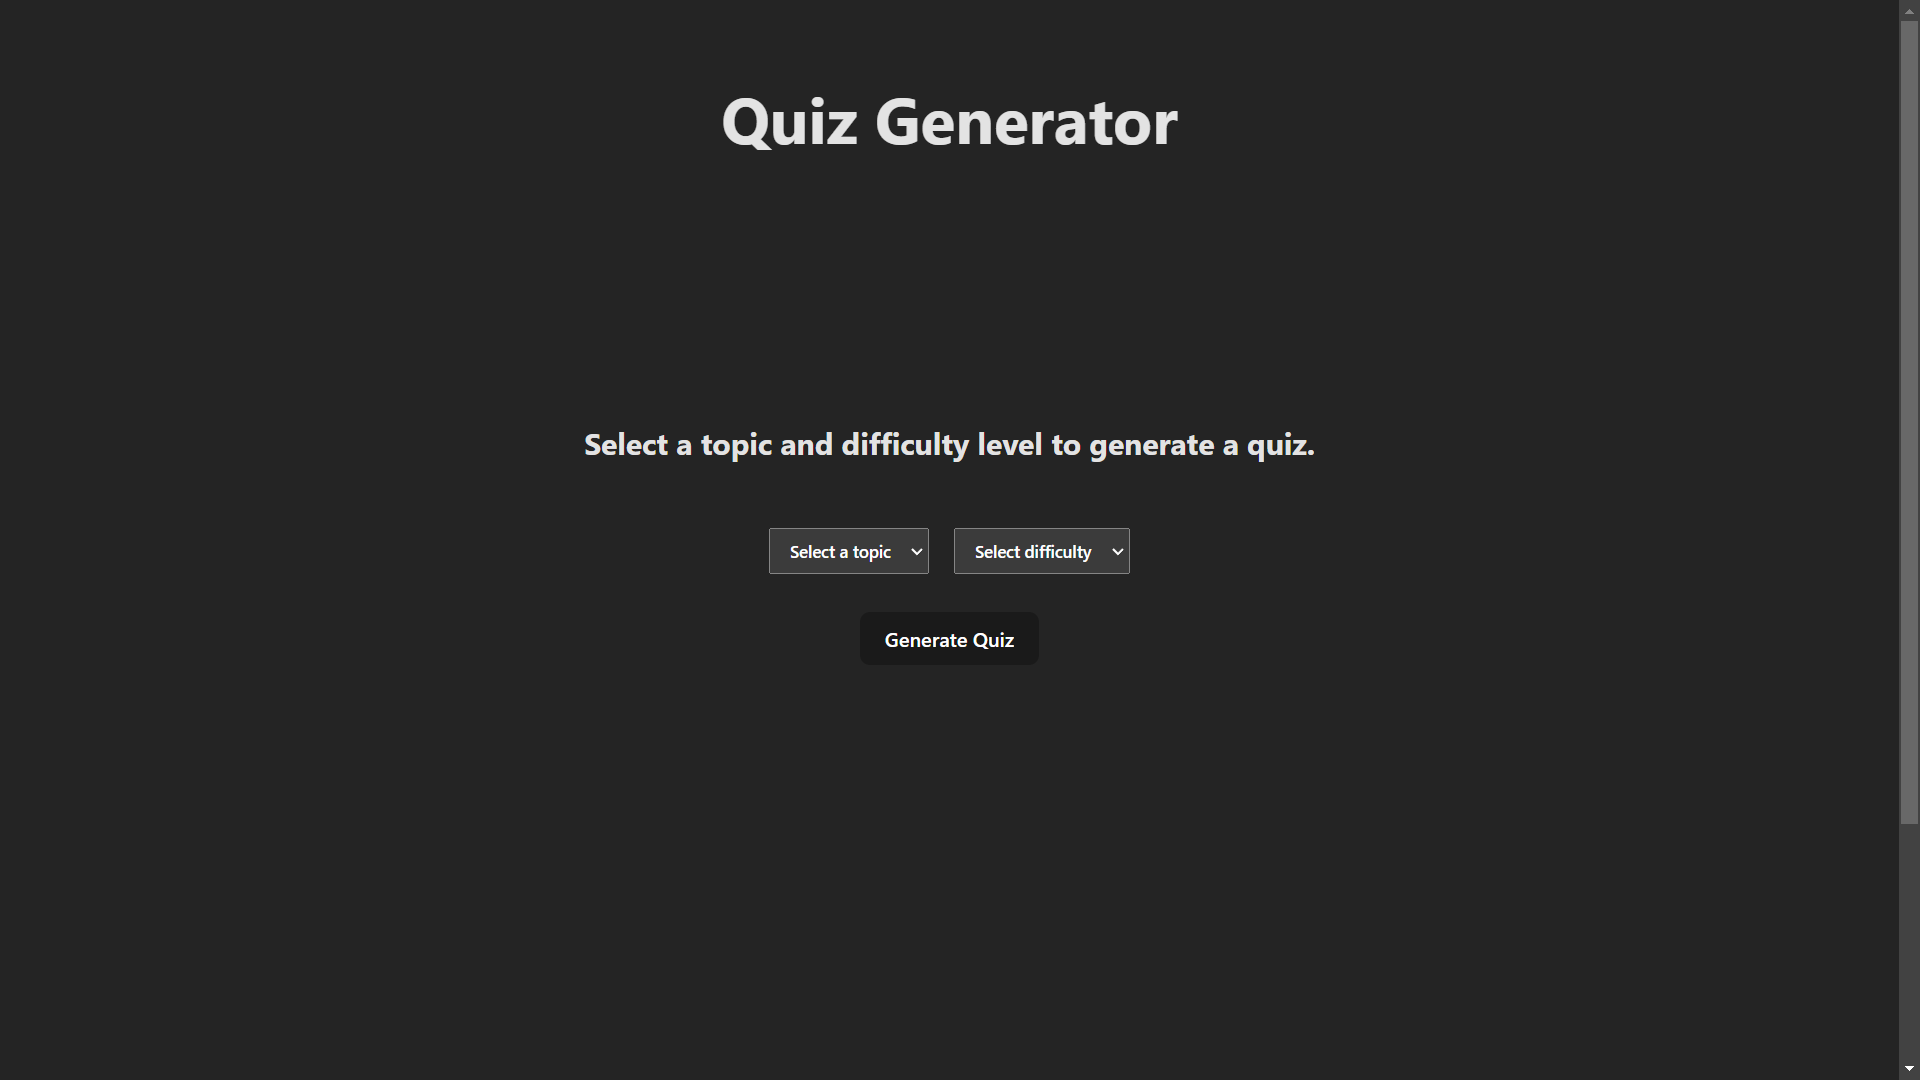 Quiz Generator
Select a topic and difficulty level to generate a quiz.
Select a topic
Select difficulty
Generate Quiz